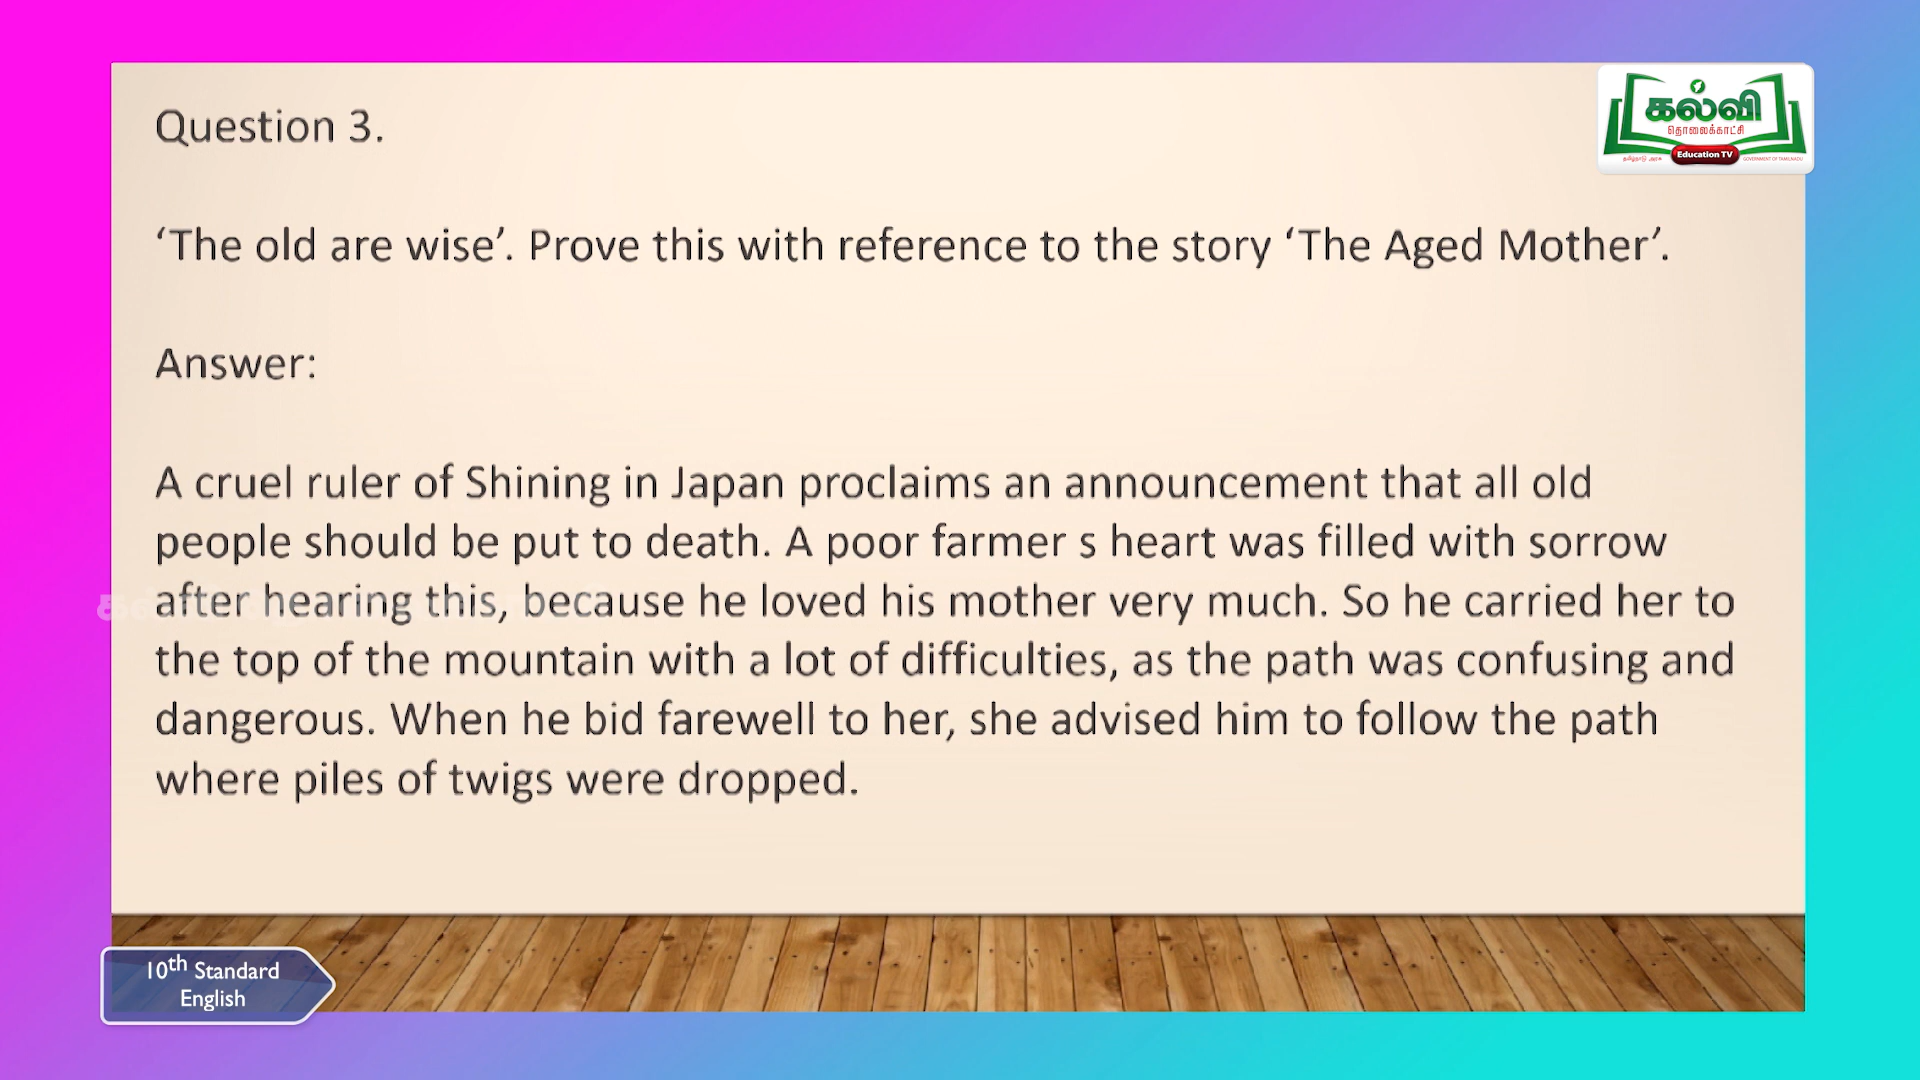 கல்வி
தொலைக்காட்சி
தமிழ்நாடு அரசு
Education TV
GOVERNMENT OF TAMILNADU
Question 3.
‘The old are wise’. Prove this with reference to the story ‘The Aged Mother’.
Answer:
A cruel ruler of Shining in Japan proclaims an announcement that all old
people should be put to death. A poor farmer s heart was filled with sorrow
after hearing this, because he loved his mother very much. So he carried her to
the top of the mountain with a lot of difficulties, as the path was confusing and
dangerous. When he bid farewell to her, she advised him to follow the path
where piles of twigs were dropped.
10th Standard
English